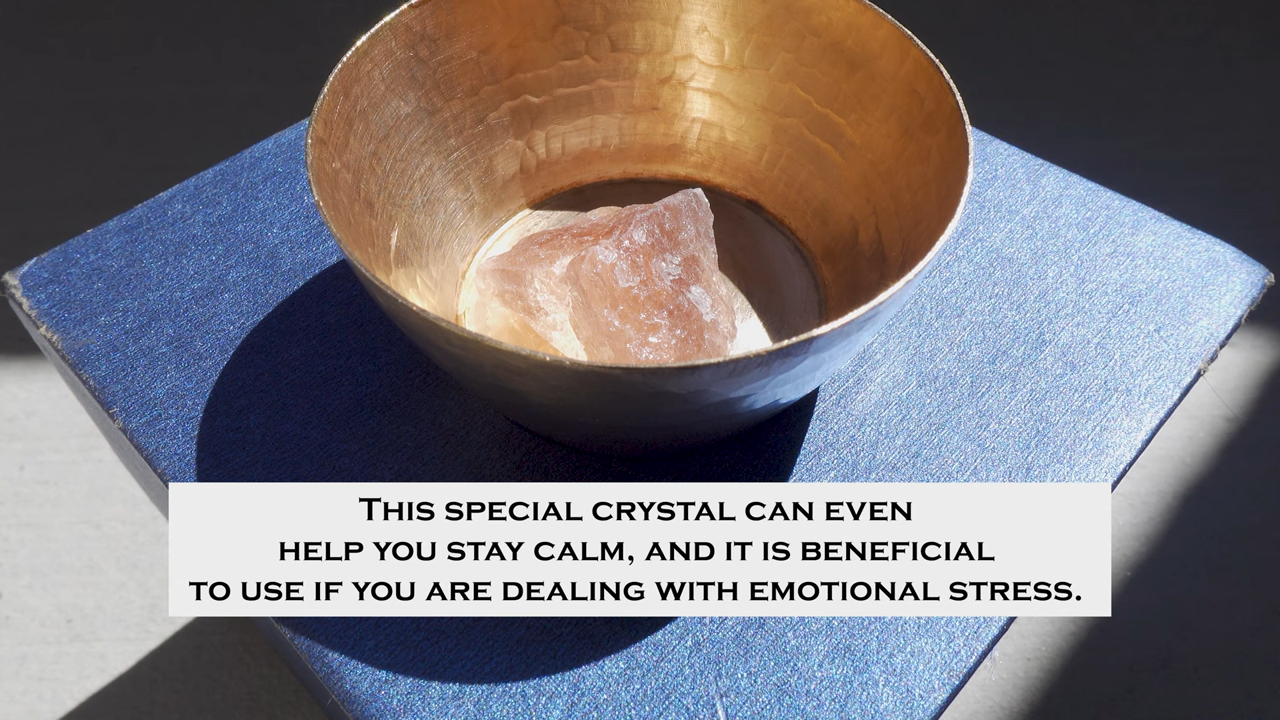 This special crystal can even
help you stay calm, and it is beneficial
to use if you are dealing with emotional stress.